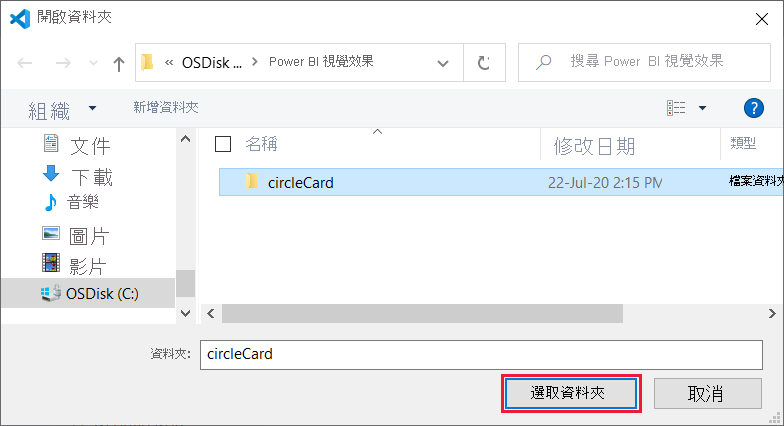 開啟資料夾
« OSDisk ... > Power BI 視覺效果
搜尋 Power BI 視覺效果
組織
新增資料夾
?
文件
下載
音樂
圖片
影片
OSDisk (C:)
名稱
修改日期
類型
circleCard
22-Jul-20 2:15 PM
檔案資料夾
資料夾:
circleCard
選取資料夾
取消